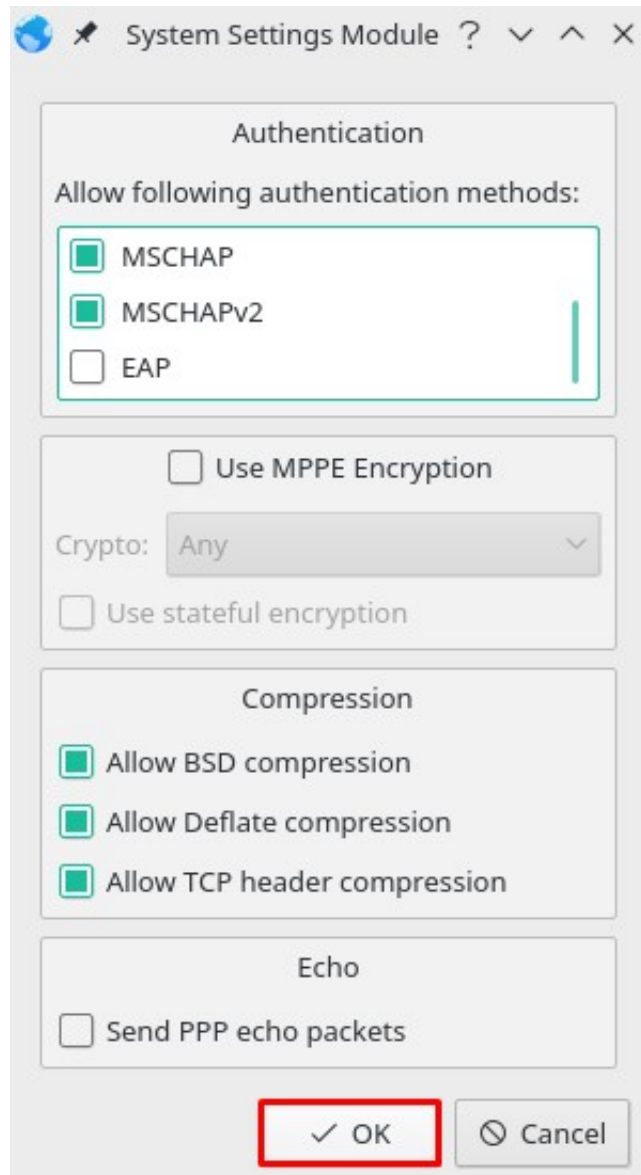 System Settings Module ?
Authentication
Allow following authentication methods:
MSCHAP
MSCHAPv2
EAP
Use MPPE Encryption
Crypto: Any
Use stateful encryption
Compression
Allow BSD compression
Allow Deflate compression
Allow TCP header compression
Echo
Send PPP echo packets
OK Cancel